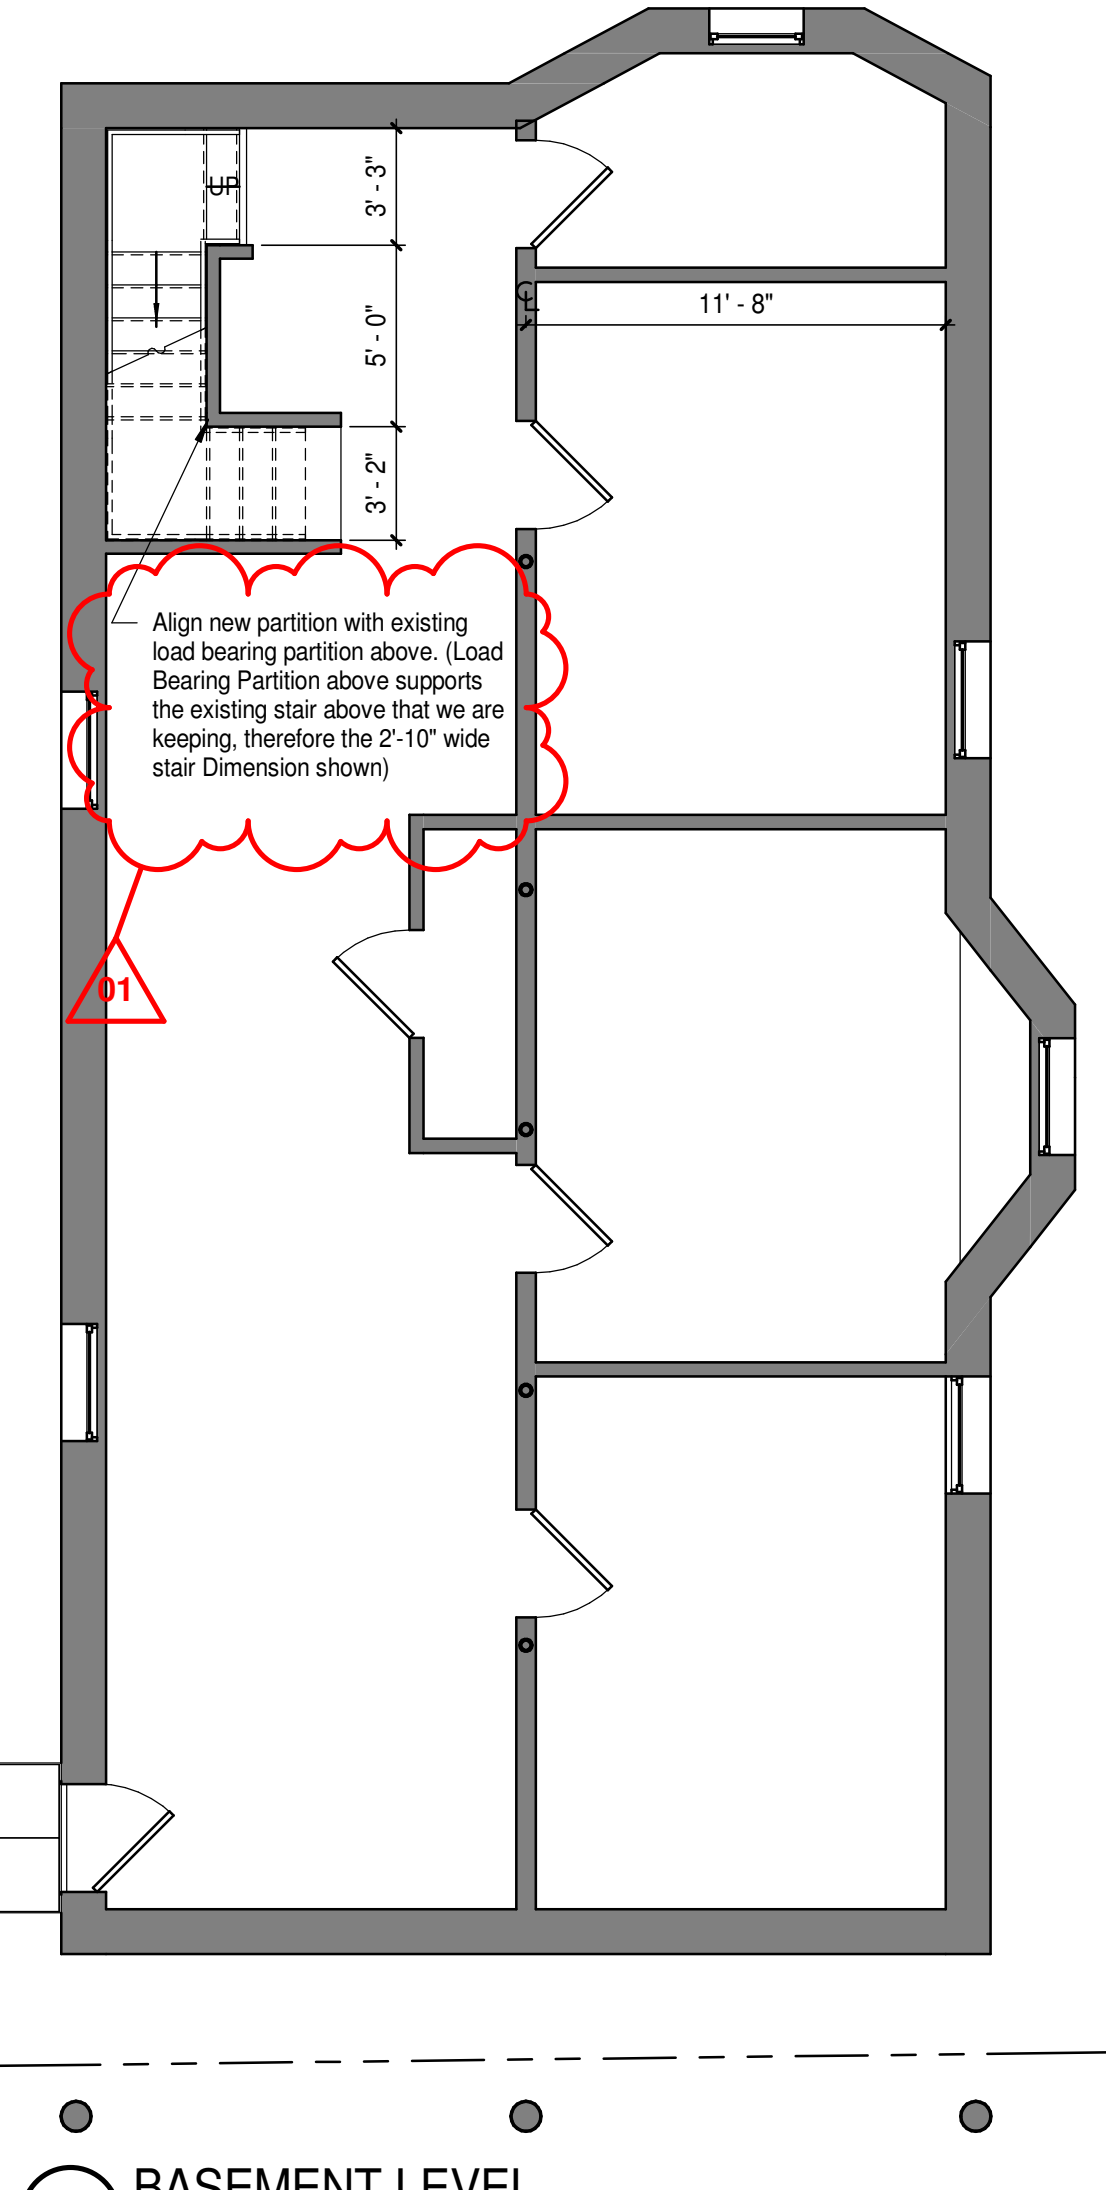 UP
3' - 3"
5' - 0"
3' - 2"
CL
11' - 8"
Align new partition with existing
load bearing partition above. (Load
Bearing Partition above supports
the existing stair above that we are
keeping, therefore the 2'-10" wide
stair Dimension shown)
01
BASEMENT LEVEL